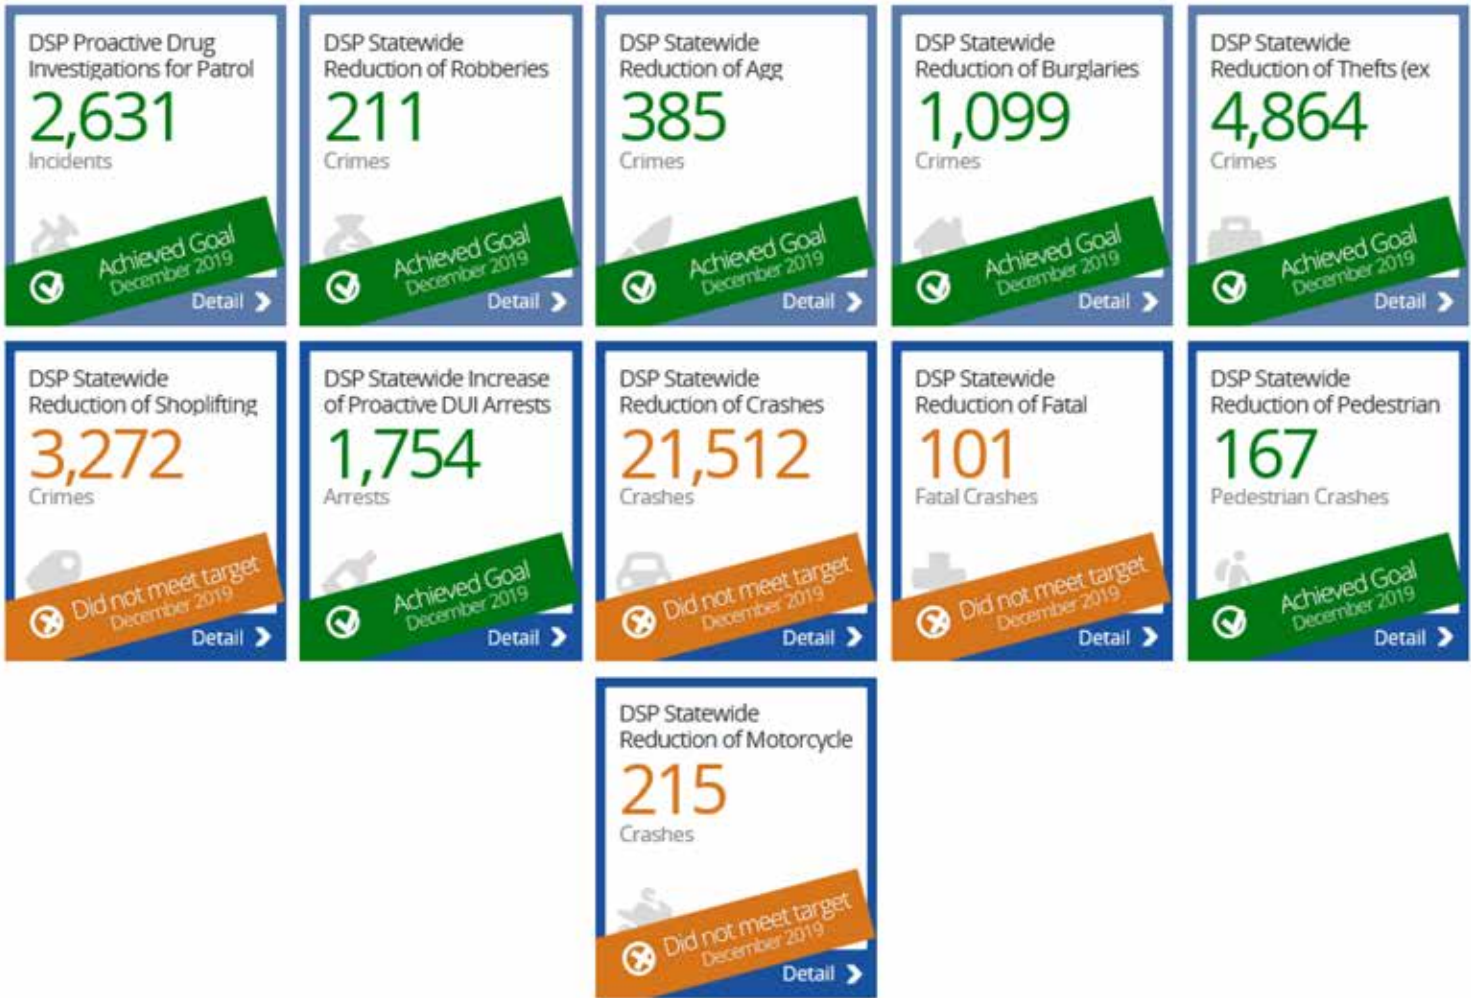 DSP Proactive Drug
Investigations for Patrol
2,631
Incidents
Achieved Goal
December 2019
Detail
DSP Statewide
Reduction of Robberies
211
Crimes
Achieved Goal
December 2019
Detail
DSP Statewide
Reduction of Agg
385
Crimes
Achieved Goal
December 2019
Detail
DSP Statewide
Reduction of Burglaries
1,099
Crimes
Achieved Goal
December 2019
Detail
DSP Statewide
Reduction of Thefts (ex
4,864
Crimes
Achieved Goal
December 2019
Detail
DSP Statewide
Reduction of Shoplifting
3,272
Crimes
Did not meet target
December 2019
Detail
DSP Statewide Increase
of Proactive DUI Arrests
1,754
Arrests
Achieved Goal
December 2019
Detail
DSP Statewide
Reduction of Crashes
21,512
Crashes
Did not meet target
December 2019
Detail
DSP Statewide
Reduction of Fatal
101
Fatal Crashes
Did not meet target
December 2019
Detail
DSP Statewide
Reduction of Pedestrian
167
Pedestrian Crashes
Achieved Goal
December 2019
Detail
DSP Statewide
Reduction of Motorcycle
215
Crashes
Did not meet target
December 2019
Detail